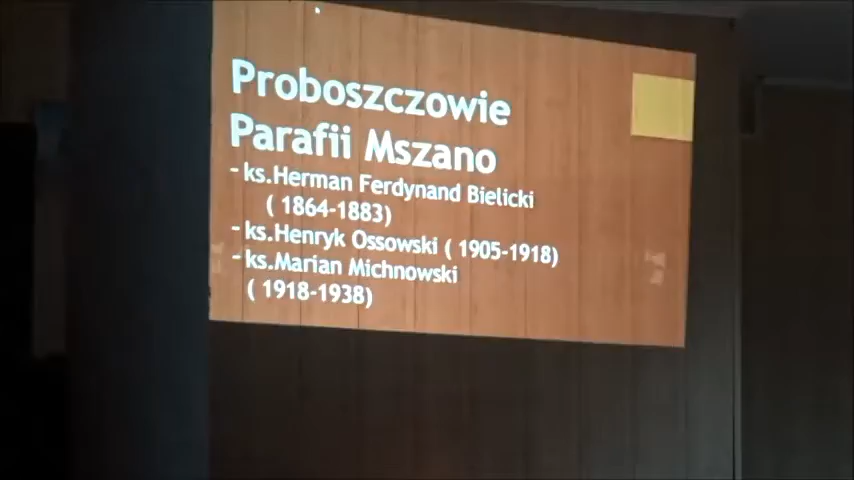 Proboszczowie
Parafii Mszano
- ks.Herman Ferdynand Bielicki
( 1864-1883)
- ks.Henryk Ossowski ( 1905-1918)
- ks.Marian Michnowski
( 1918-1938)